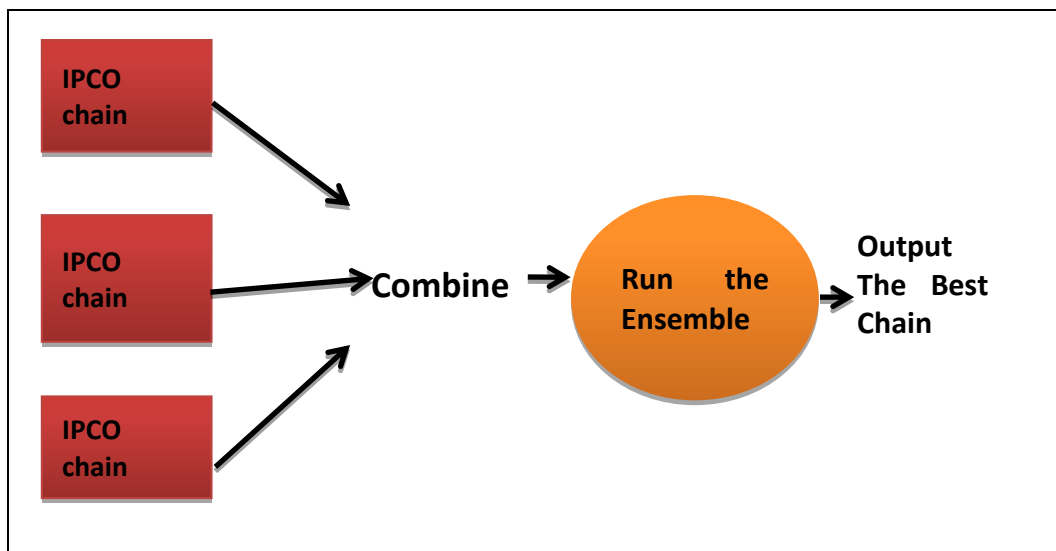 IPCO
chain
IPCO
chain
IPCO
chain
Combine
Run the
Ensemble
Output
The Best
Chain